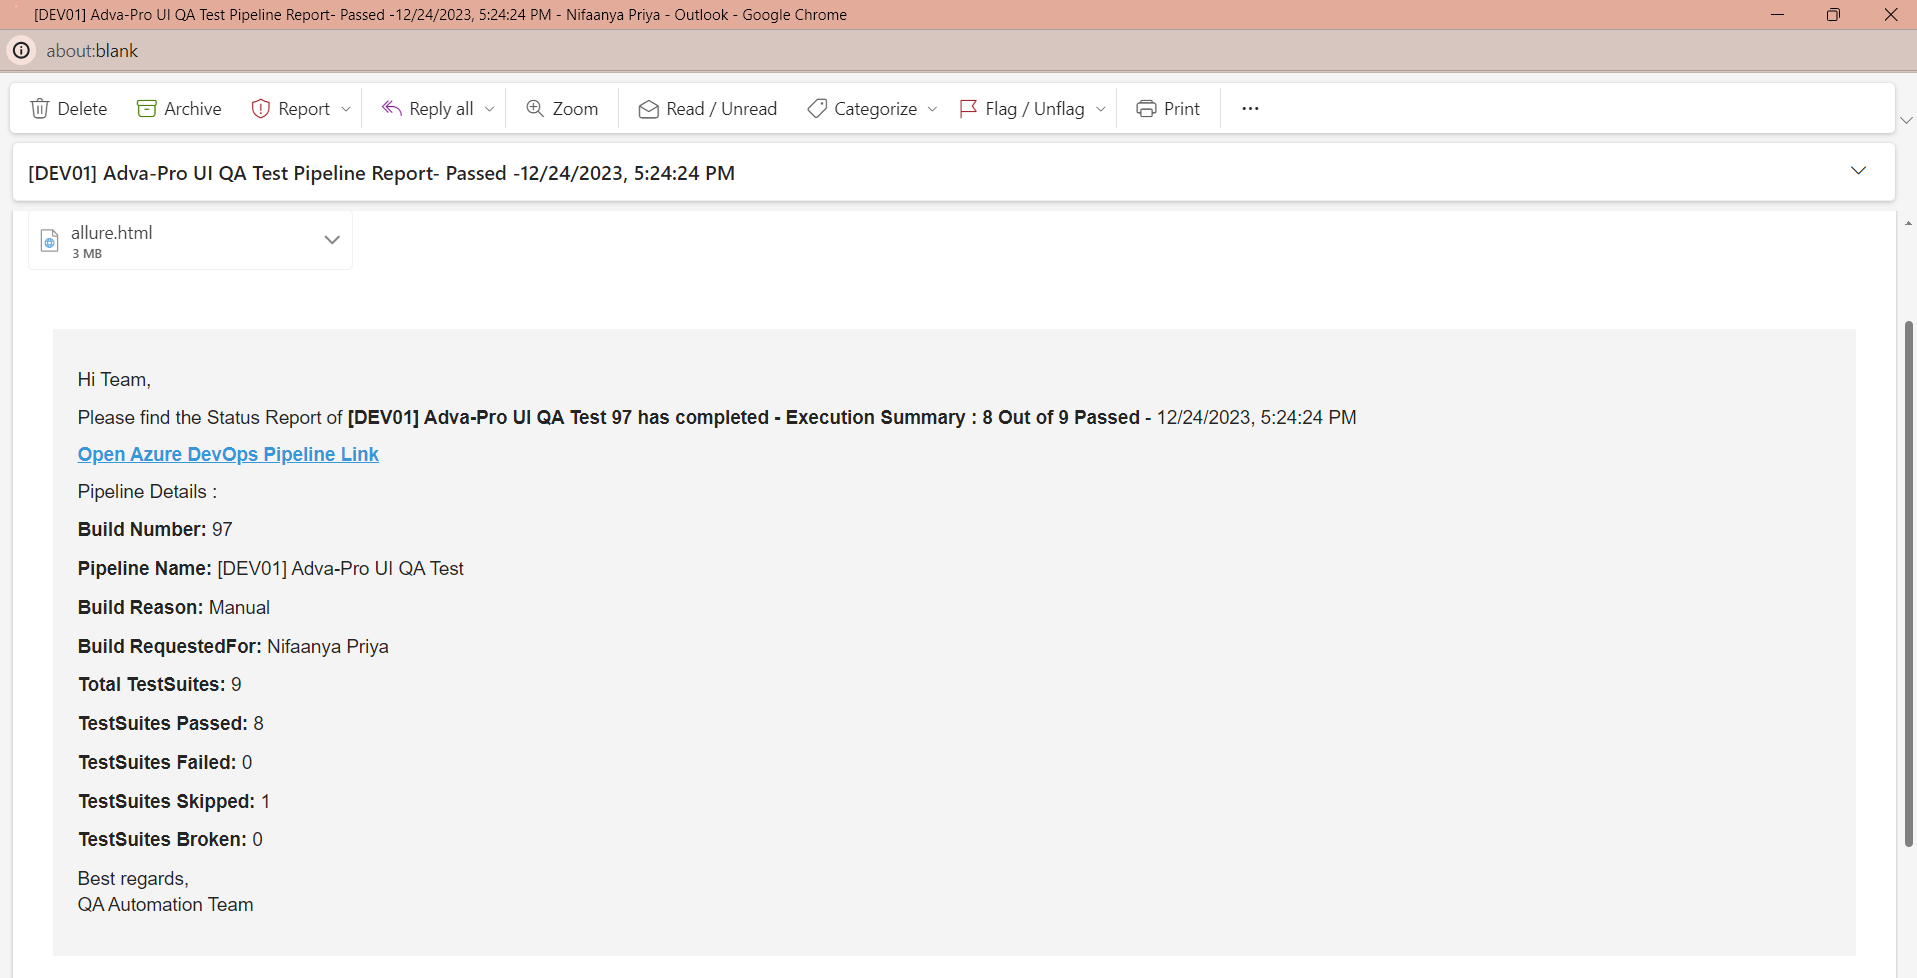 [DEV01] Adva-Pro UI QA Test Pipeline Report- Passed -12/24/2023, 5:24:24 PM - Nifaanya Priya - Outlook - Google Chrome
about:blank
Delete Archive Report Reply all Zoom Read / Unread Categorize Flag / Unflag Print ···
[DEV01] Adva-Pro UI QA Test Pipeline Report- Passed -12/24/2023, 5:24:24 PM
allure.html
3 MB
Hi Team,
Please find the Status Report of [DEV01] Adva-Pro UI QA Test 97 has completed - Execution Summary : 8 Out of 9 Passed - 12/24/2023, 5:24:24 PM
Open Azure DevOps Pipeline Link
Pipeline Details :
Build Number: 97
Pipeline Name: [DEV01] Adva-Pro UI QA Test
Build Reason: Manual
Build RequestedFor: Nifaanya Priya
Total TestSuites: 9
TestSuites Passed: 8
TestSuites Failed: 0
TestSuites Skipped: 1
TestSuites Broken: 0
Best regards,
QA Automation Team